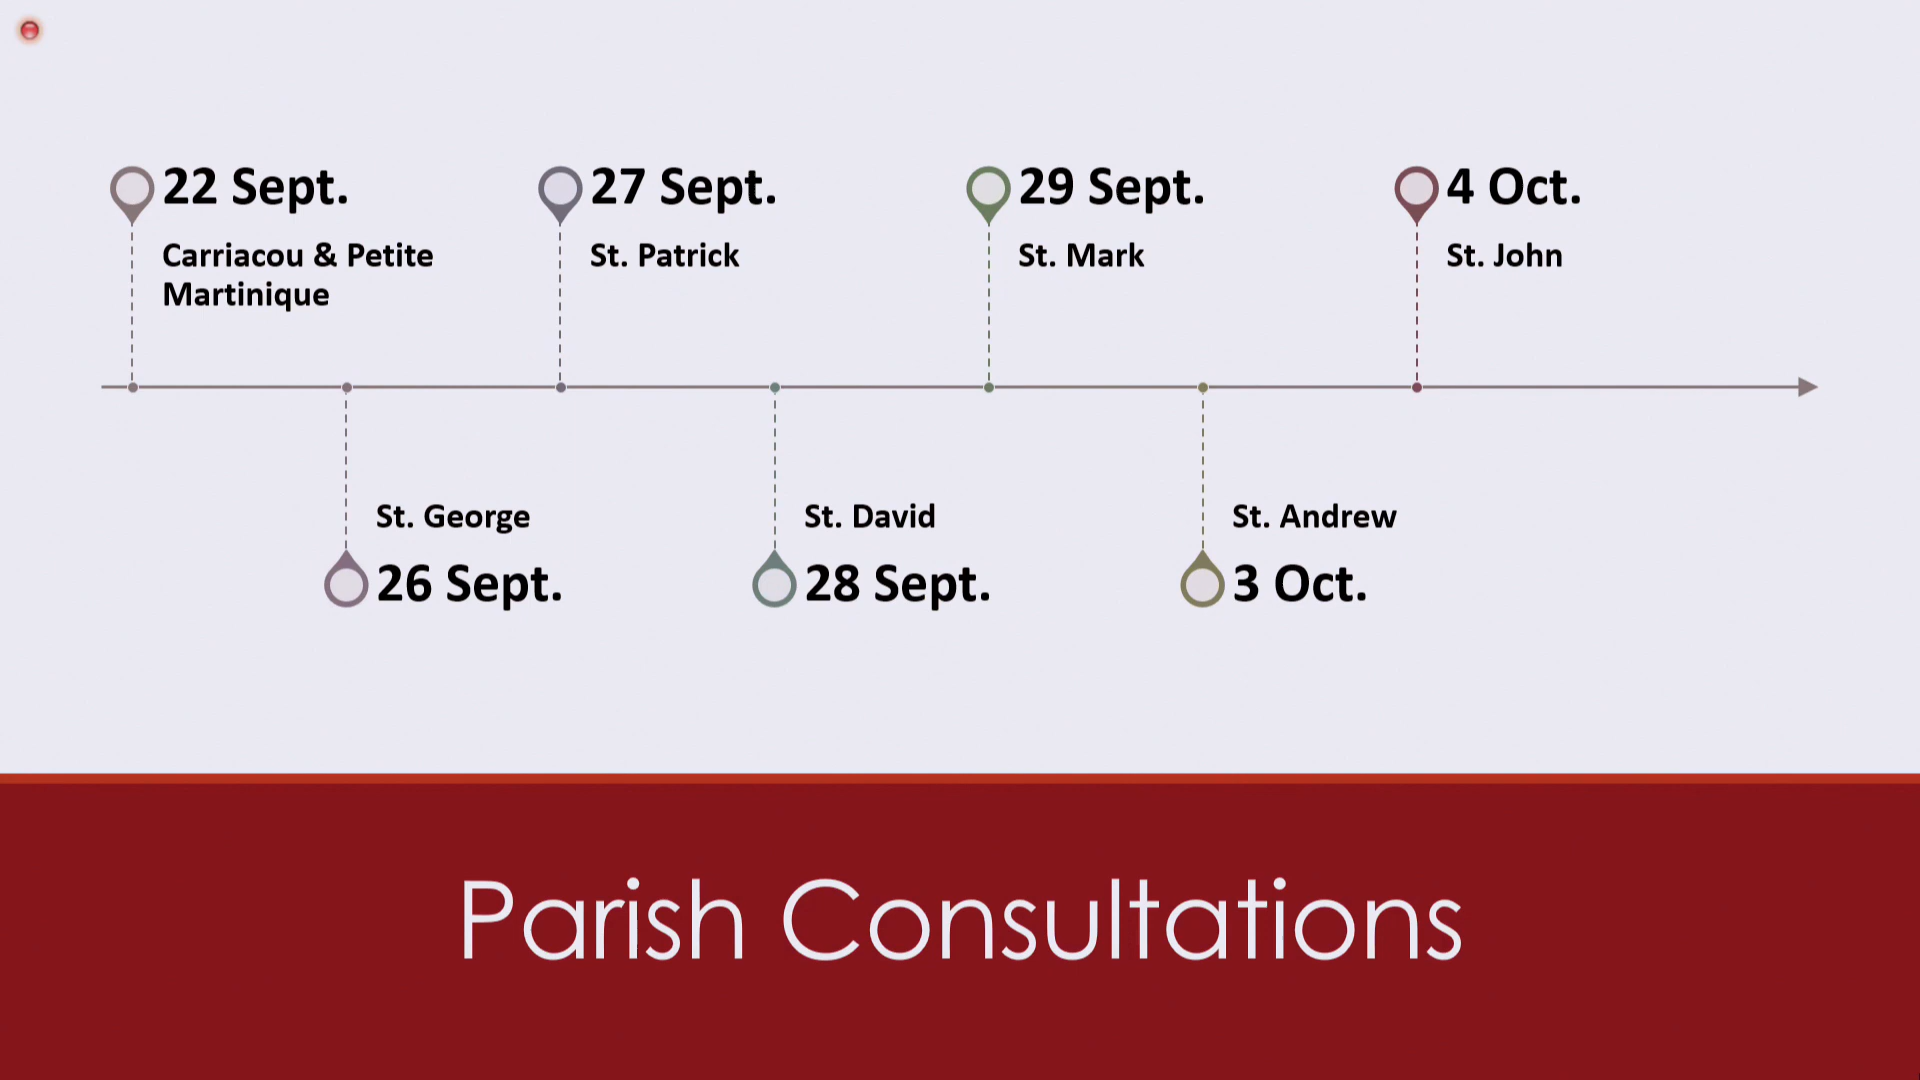 22 Sept.
Carriacou & Petite
Martinique
St. George
26 Sept.
27 Sept.
St. Patrick
St. David
28 Sept.
29 Sept.
St. Mark
St. Andrew
3 Oct.
4 Oct.
St. John
Parish Consultations